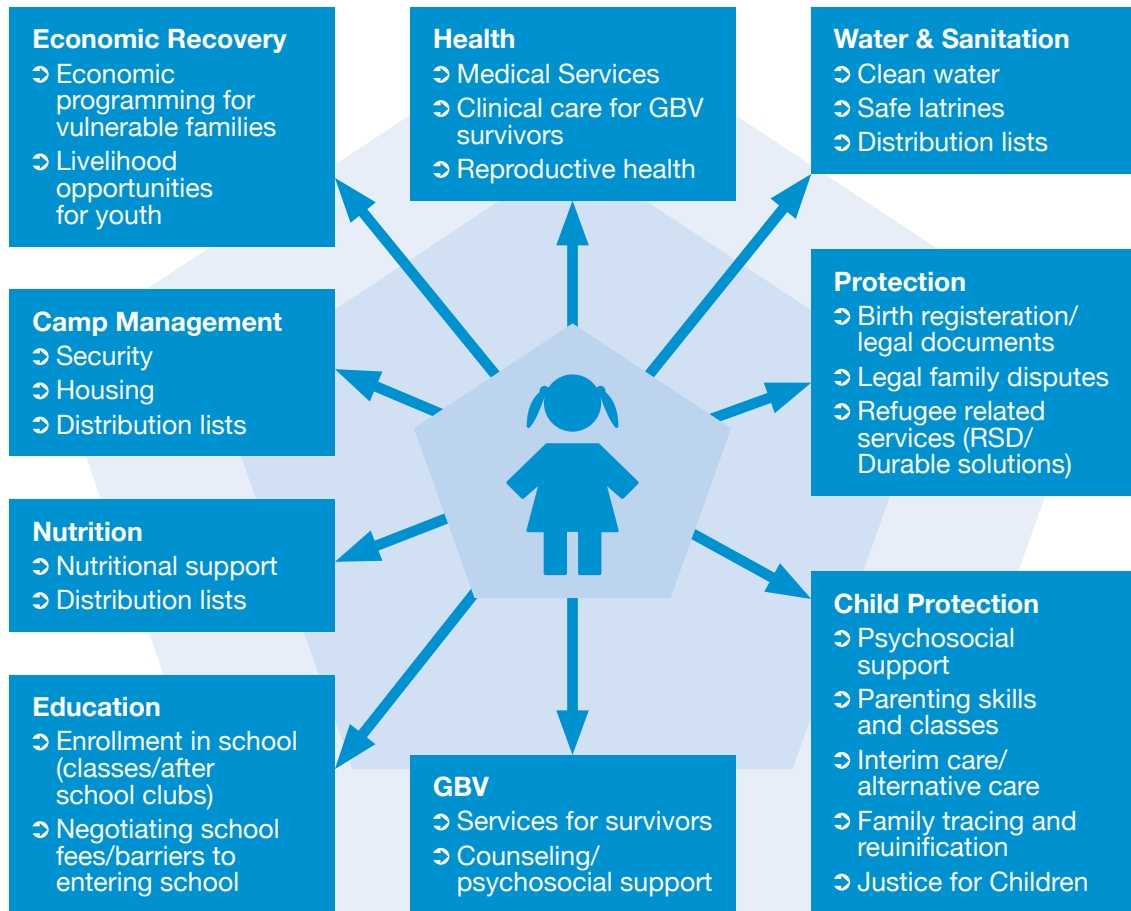 Economic Recovery
➲ Economic
programming for
vulnerable families
➲ Livelihood
opportunities
for youth
Health
➲ Medical Services
➲ Clinical care for GBV
survivors
➲ Reproductive health
Water & Sanitation
➲ Clean water
➲ Safe latrines
➲ Distribution lists
Camp Management
➲ Security
➲ Housing
➲ Distribution lists
Protection
➲ Birth registeration/
legal documents
➲ Legal family disputes
➲ Refugee related
services (RSD/
Durable solutions)
Nutrition
➲ Nutritional support
➲ Distribution lists
Child Protection
➲ Psychosocial
support
➲ Parenting skills
and classes
➲ Interim care/
alternative care
➲ Family tracing and
reuinification
➲ Justice for Children
Education
➲ Enrollment in school
(classes/after
school clubs)
➲ Negotiating school
fees/barriers to
entering school
GBV
➲ Services for survivors
➲ Counseling/
psychosocial support